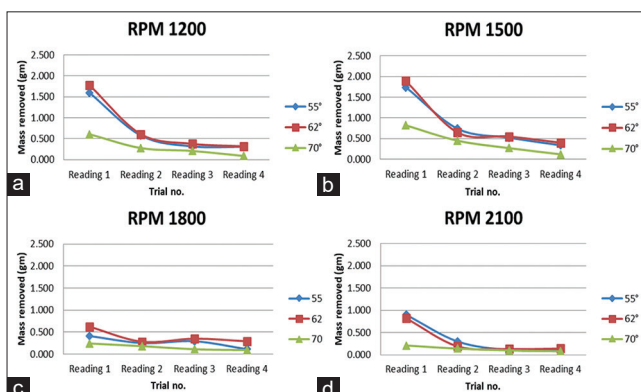 RPM 1200
Mass removed (gm)
2.500
2.000
1.500
1.000
0.500
0.000
Reading 1 Reading 2 Reading 3 Reading 4
Trial no.
55°
62°
70°
a
RPM 1500
Mass removed (gm)
2.500
2.000
1.500
1.000
0.500
0.000
Reading 1 Reading 2 Reading 3 Reading 4
Trial no.
55°
62°
70°
b
RPM 1800
Mass removed (gm)
2.500
2.000
1.500
1.000
0.500
0.000
Reading 1 Reading 2 Reading 3 Reading 4
Trial no.
55
62
70
c
RPM 2100
Mass removed (gm)
2.500
2.000
1.500
1.000
0.500
0.000
Reading 1 Reading 2 Reading 3 Reading 4
Trial no.
55°
62°
70°
d